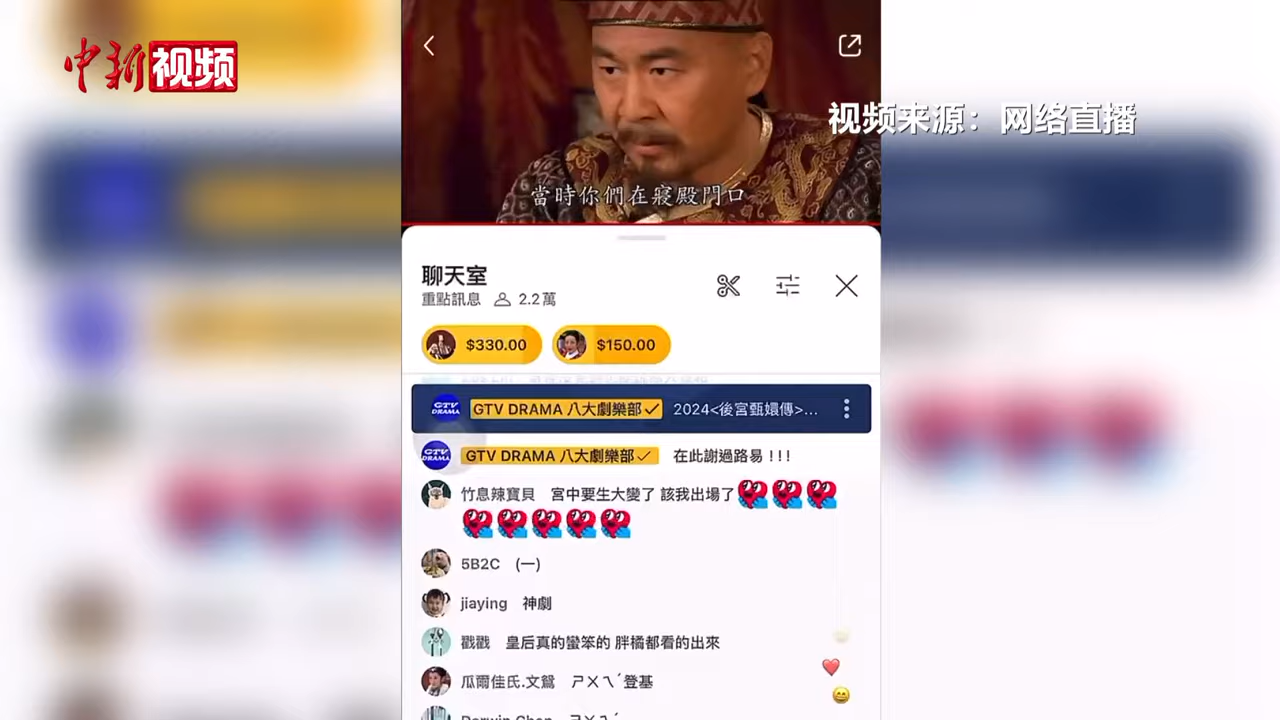 中新视频
视频来源：网络直播
當時你們在寢殿門口
聊天室
重點訊息 2.2萬
$330.00 $150.00
GTV DRAMA GTV DRAMA 八大劇樂部 2024<後宮甄嬛傳>...
GTV DRAMA GTV DRAMA 八大劇樂部 在此謝過路易 !!!
竹息辣寶貝 宮中要生大變了 該我出場了
5B2C (一)
jiaying 神劇
戳戳 皇后真的蠻笨的 胖橘都看的出來
瓜爾佳氏.文鴛 ㄕㄨㄟˊ登基